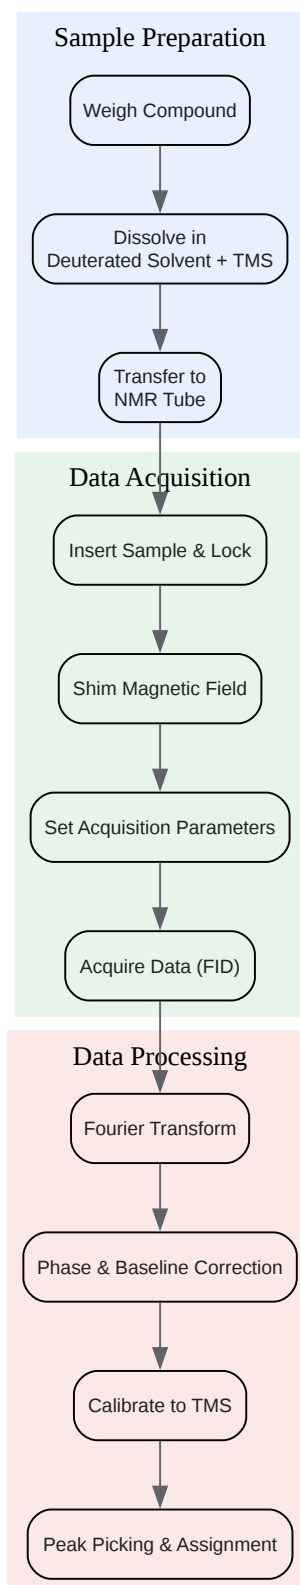 Sample Preparation
Weigh Compound
Dissolve in
Deuterated Solvent + TMS
Transfer to
NMR Tube
Data Acquisition
Insert Sample & Lock
Shim Magnetic Field
Set Acquisition Parameters
Acquire Data (FID)
Data Processing
Fourier Transform
Phase & Baseline Correction
Calibrate to TMS
Peak Picking & Assignment